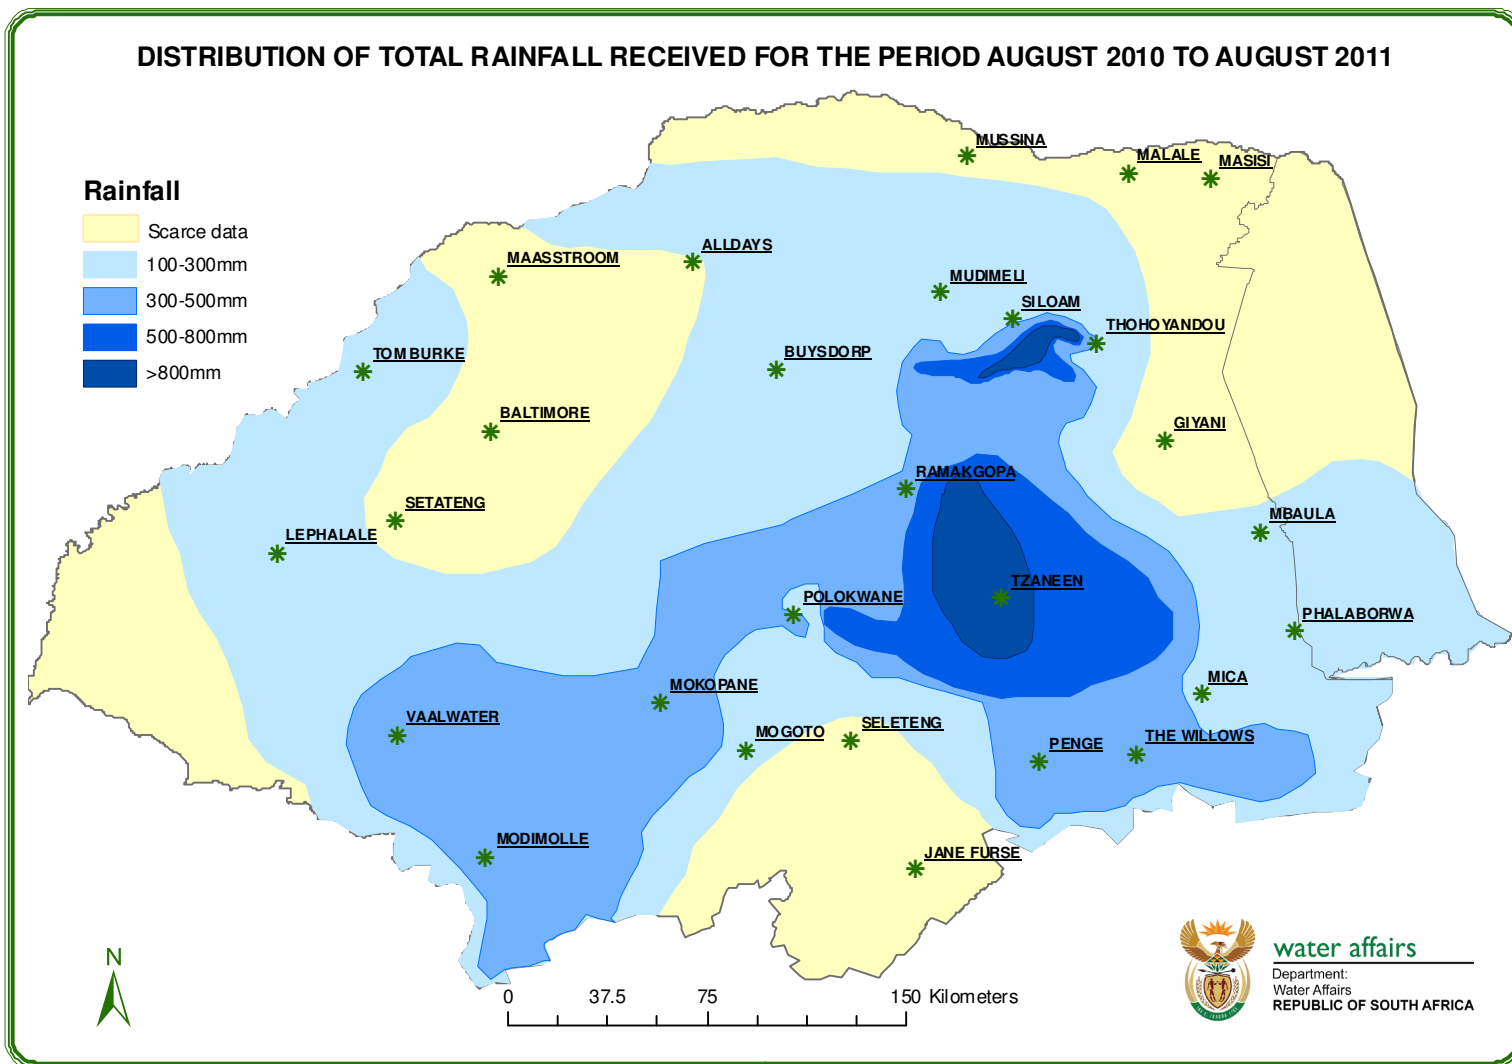 DISTRIBUTION OF TOTAL RAINFALL RECEIVED FOR THE PERIOD AUGUST 2010 TO AUGUST 2011
Rainfall
Scarce data
100-300mm
300-500mm
500-800mm
>800mm
MUSSINA
MALALE
MASISI
ALLDAYS
MAASSTROOM
MUDIMELI
SILOAM
THOHOYANDOU
TOM BURKE
BUYSDORP
BALTIMORE
GIYANI
RAMAKGOPA
SETATENG
MBAULA
LEPHALALE
TZANEEN
POLOKWANE
PHALABORWA
MICA
MOKOPANE
VAALWATER
SELETENG
MOGOTO
PENGE
THE WILLOWS
MODIMOLLE
JANE FURSE
N
0 37.5 75 150 Kilometers
water affairs
Department:
Water Affairs
REPUBLIC OF SOUTH AFRICA